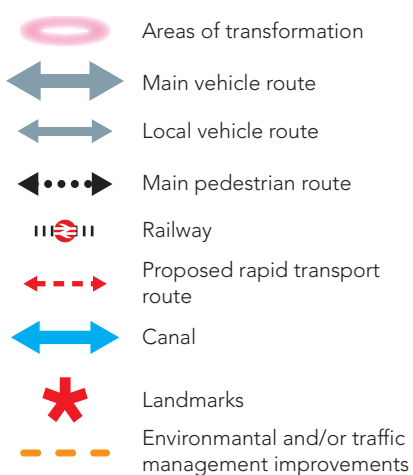 Areas of transformation
Main vehicle route
Local vehicle route
Main pedestrian route
Railway
Proposed rapid transport
route
Canal
Landmarks
Environmantal and/or traffic
management improvements